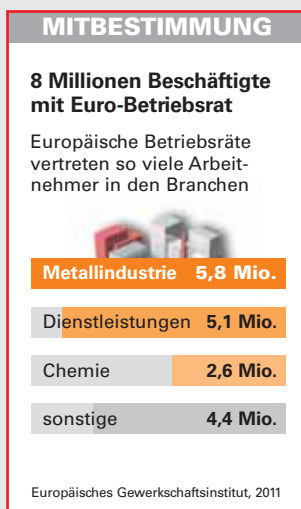 MITBESTIMMUNG
8 Millionen Beschäftigte
mit Euro-Betriebsrat
Europäische Betriebsräte
vertreten so viele Arbeit-
nehmer in den Branchen
Metallindustrie 5,8 Mio.
Dienstleistungen 5,1 Mio.
Chemie 2,6 Mio.
sonstige 4,4 Mio.
Europäisches Gewerkschaftsinstitut, 2011